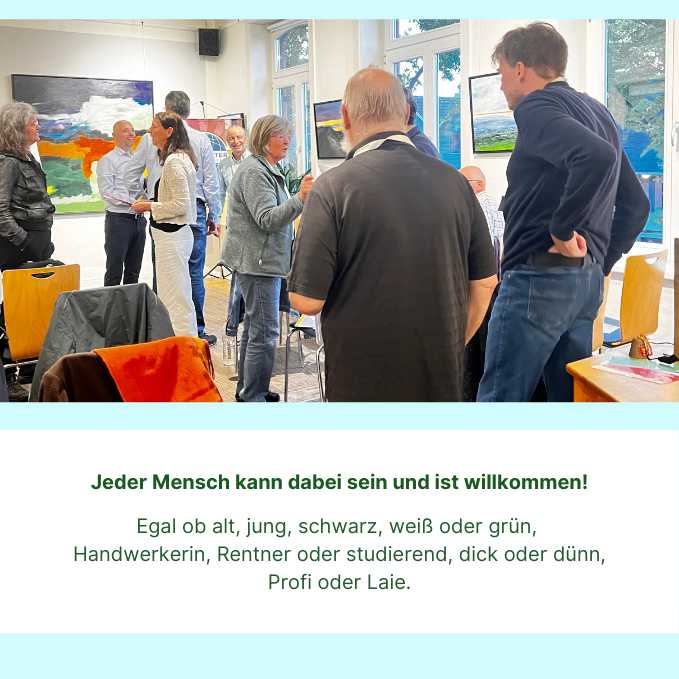 Jeder Mensch kann dabei sein und ist willkommen!
Egal ob alt, jung, schwarz, weiß oder grün,
Handwerkerin, Rentner oder studierend, dick oder dünn,
Profi oder Laie.